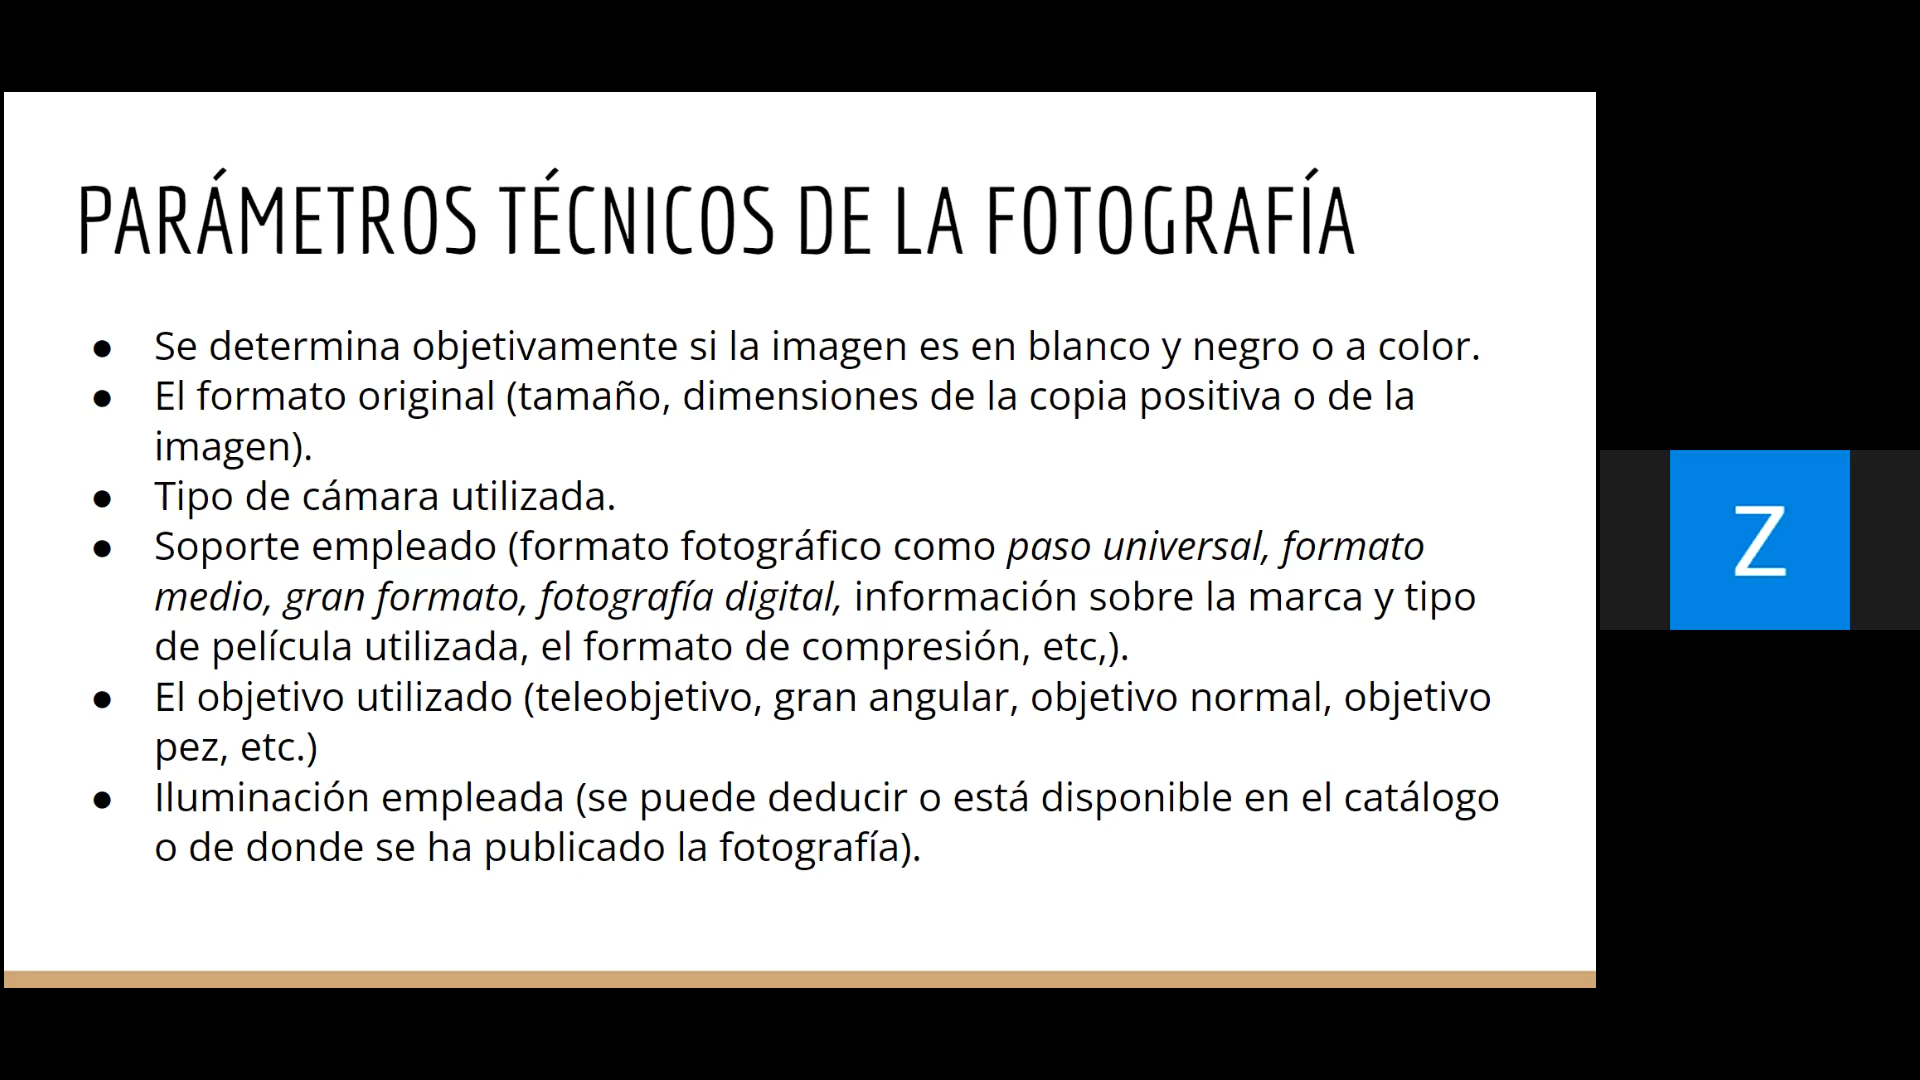 PARÁMETROS TÉCNICOS DE LA FOTOGRAFÍA
● Se determina objetivamente si la imagen es en blanco y negro o a color.
● El formato original (tamaño, dimensiones de la copia positiva o de la
imagen).
● Tipo de cámara utilizada.
● Soporte empleado (formato fotográfico como paso universal, formato
medio, gran formato, fotografía digital, información sobre la marca y tipo
de película utilizada, el formato de compresión, etc,).
● El objetivo utilizado (teleobjetivo, gran angular, objetivo normal, objetivo
pez, etc.)
● Iluminación empleada (se puede deducir o está disponible en el catálogo
o de donde se ha publicado la fotografía).
Z